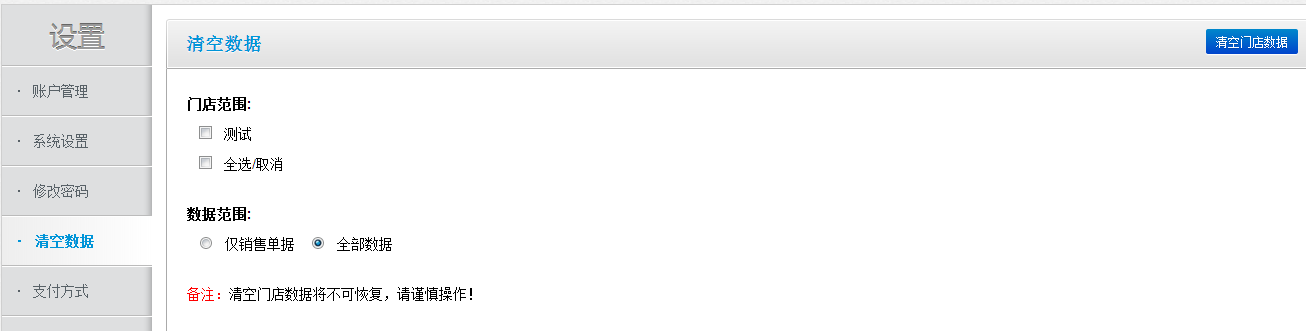 设置
· 账户管理
· 系统设置
· 修改密码
· 清空数据
· 支付方式
清空数据
清空门店数据
门店范围:
测试
全选/取消
数据范围:
仅销售单据 全部数据
备注：清空门店数据将不可恢复，请谨慎操作！